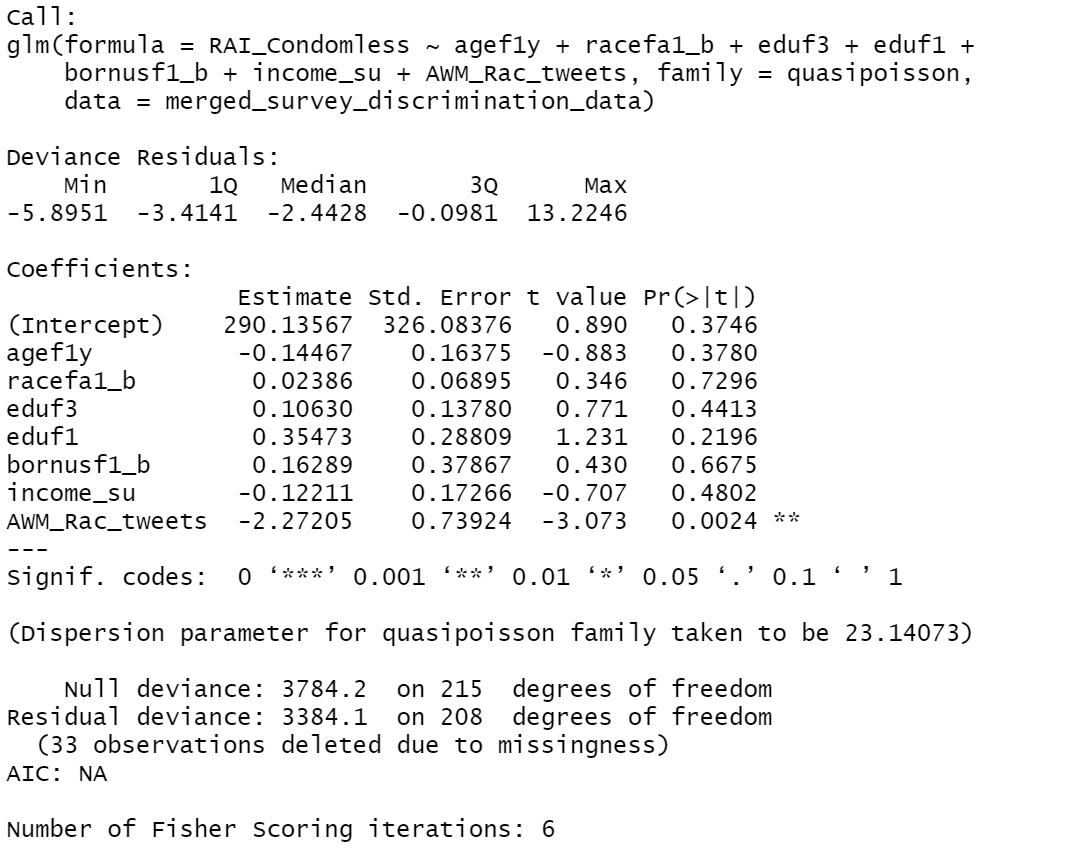 Call:
glm(formula = RAI_Condomless ~ agef1y + racefa1_b + eduf3 + eduf1 +
    bornusf1_b + income_su + AWM_Rac_tweets, family = quasipoisson,
    data = merged_survey_discrimination_data)

Deviance Residuals:
    Min       1Q   Median       3Q      Max
-5.8951  -3.4141  -2.4428  -0.0981  13.2246

Coefficients:
                Estimate Std. Error t value Pr(>|t|)
(Intercept)    290.13567  326.08376   0.890   0.3746
agef1y          -0.14467    0.16375  -0.883   0.3780
racefa1_b        0.02386    0.06895   0.346   0.7296
eduf3            0.10630    0.13780   0.771   0.4413
eduf1            0.35473    0.28809   1.231   0.2196
bornusf1_b       0.16289    0.37867   0.430   0.6675
income_su       -0.12211    0.17266  -0.707   0.4802
AWM_Rac_tweets  -2.27205    0.73924  -3.073   0.0024 **
---
Signif. codes:  0 ‘***’ 0.001 ‘**’ 0.01 ‘*’ 0.05 ‘.’ 0.1 ‘ ’ 1

(Dispersion parameter for quasipoisson family taken to be 23.14073)

    Null deviance: 3784.2  on 215  degrees of freedom
Residual deviance: 3384.1  on 208  degrees of freedom
  (33 observations deleted due to missingness)
AIC: NA

Number of Fisher Scoring iterations: 6